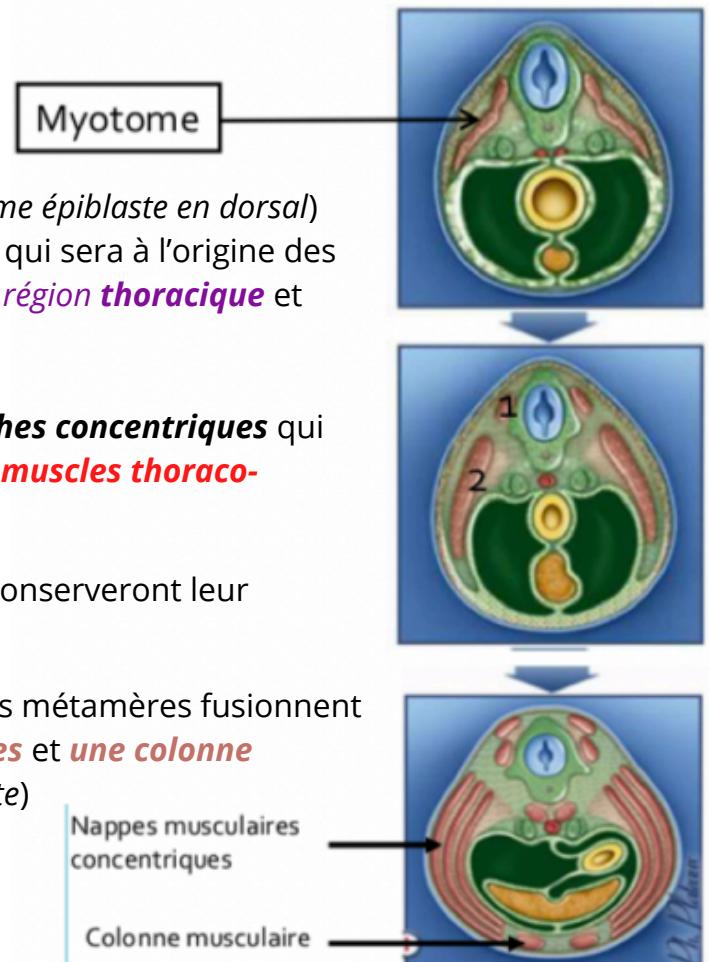 Myotome
me épiblaste en dorsal)
qui sera à l'origine des
région thoracique et
1
hes concentriques qui
2
muscles thoraco-
onserveront leur
s métamères fusionnent
es et une colonne
te)
Nappes musculaires
concentriques
Colonne musculaire